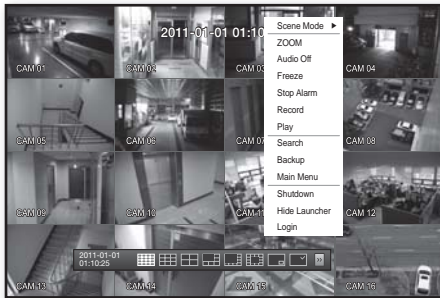 2011-01-01 01:10
CAM 01
CAM 02
CAM 03
CAM 04
CAM 05
CAM 06
CAM 07
CAM 08
CAM 09
CAM 10
CAM 11
CAM 12
CAM 13
CAM 14
CAM 15
CAM 16
Scene Mode
ZOOM
Audio Off
Freeze
Stop Alarm
Record
Play
Search
Backup
Main Menu
Shutdown
Hide Launcher
Login
2011-01-01
01:10:25